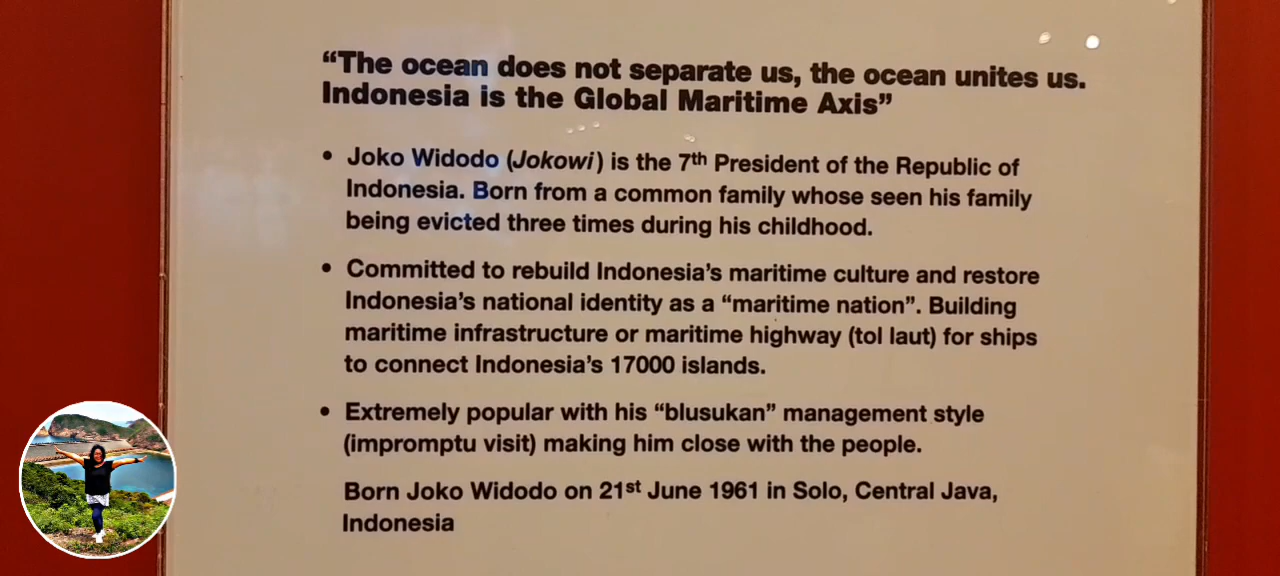 “The ocean does not separate us, the ocean unites us.
Indonesia is the Global Maritime Axis”
• Joko Widodo (Jokowi) is the 7th President of the Republic of
Indonesia. Born from a common family whose seen his family
being evicted three times during his childhood.
• Committed to rebuild Indonesia’s maritime culture and restore
Indonesia’s national identity as a “maritime nation”. Building
maritime infrastructure or maritime highway (tol laut) for ships
to connect Indonesia’s 17000 islands.
• Extremely popular with his “blusukan” management style
(impromptu visit) making him close with the people.
Born Joko Widodo on 21st June 1961 in Solo, Central Java,
Indonesia